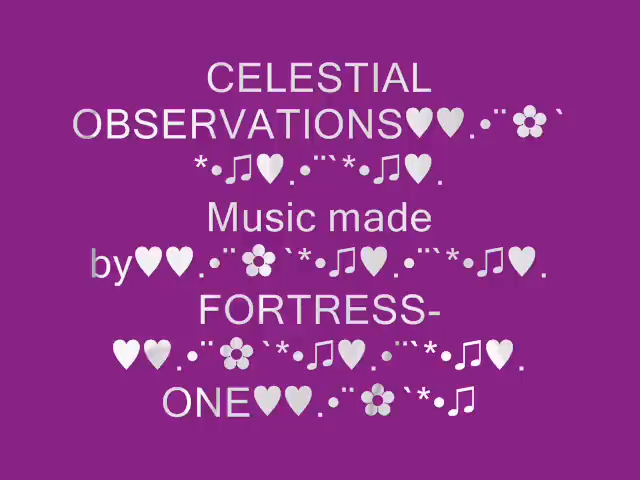 CELESTIAL
OBSERVATIONS♥♥.•¨✿`
*•♫♥.•¨`*•♫♥.
Music made
by♥♥.•¨✿`*•♫♥.•¨`*•♫♥.
FORTRESS-
♥♥.•¨✿`*•♫♥.•¨`*•♫♥.
ONE♥♥.•¨✿`*•♫